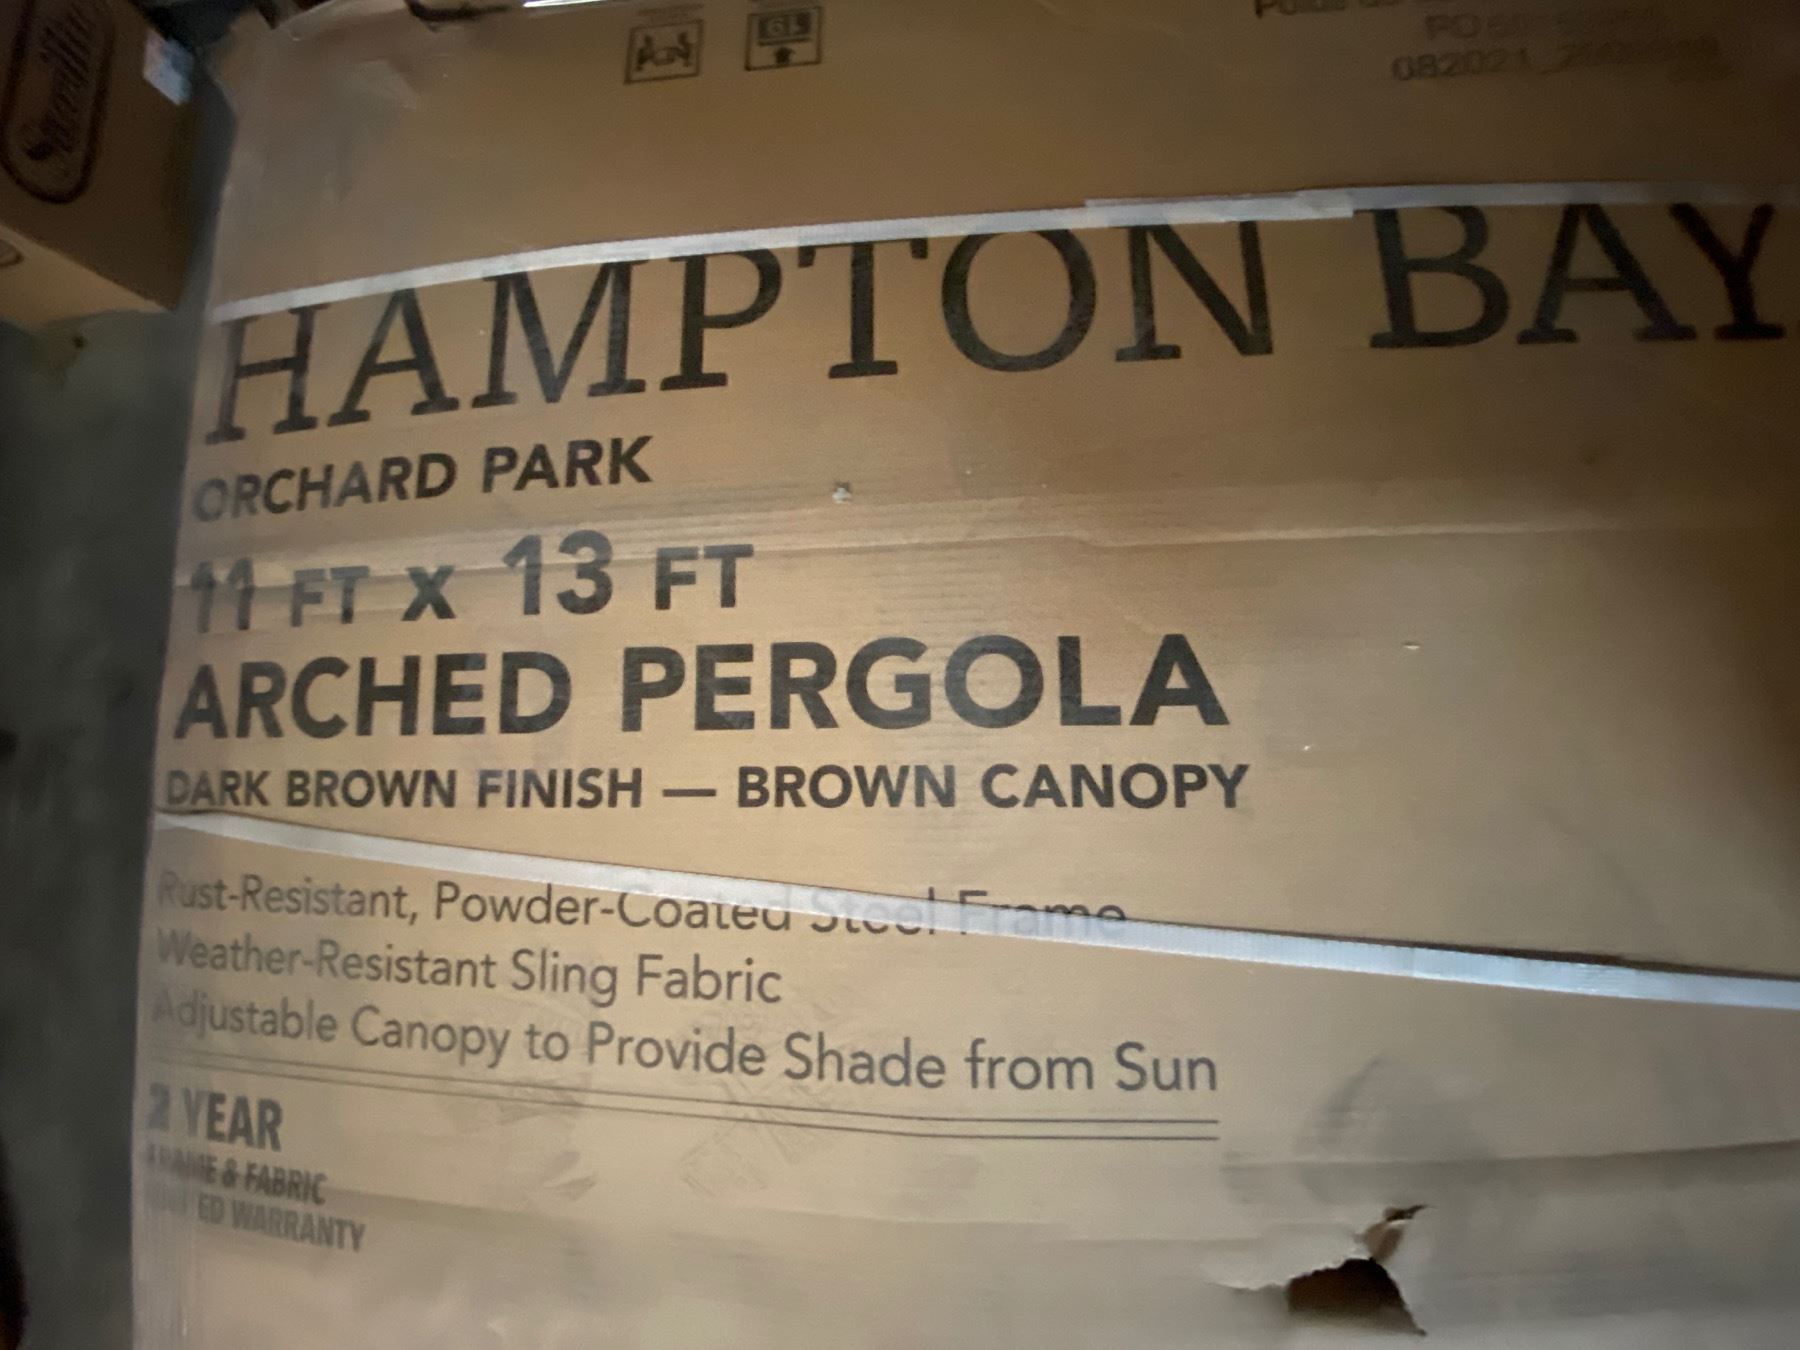 082021
HAMPTON BAY
ORCHARD PARK
11 FT X 13 FT
ARCHED PERGOLA
DARK BROWN FINISH — BROWN CANOPY
Rust-Resistant, Powder-Coated Steel Frame
Weather-Resistant Sling Fabric
Adjustable Canopy to Provide Shade from Sun
2 YEAR
FRAME & FABRIC
WARRANTY